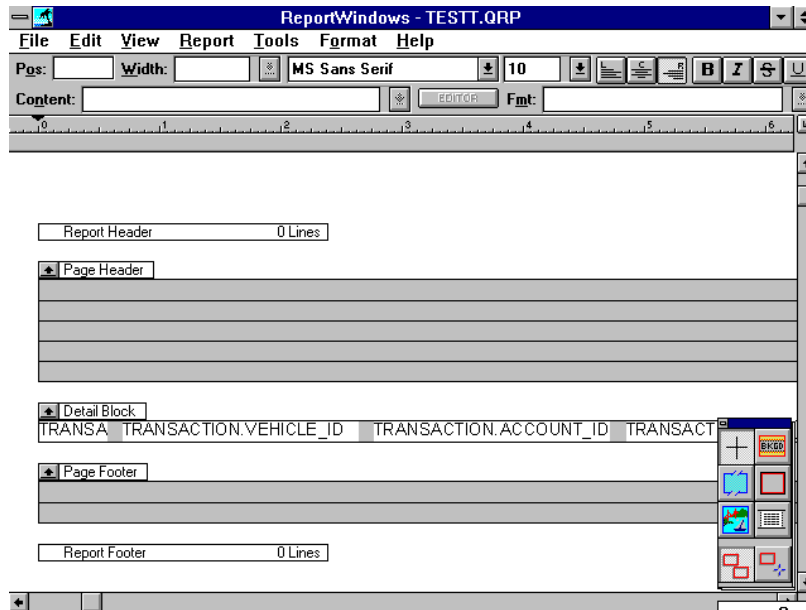 ReportWindows - TESTT.QRP
File Edit View Report Tools Format Help
Pos: Width: MS Sans Serif 10 L C R B I S U
Content: EDITOR Fmt:
0 1 2 3 4 5 6
Report Header 0 Lines
Page Header
Detail Block
TRANSA TRANSACTION.VEHICLE_ID TRANSACTION.ACCOUNT_ID TRANSACT
BKGD
Page Footer
Report Footer 0 Lines